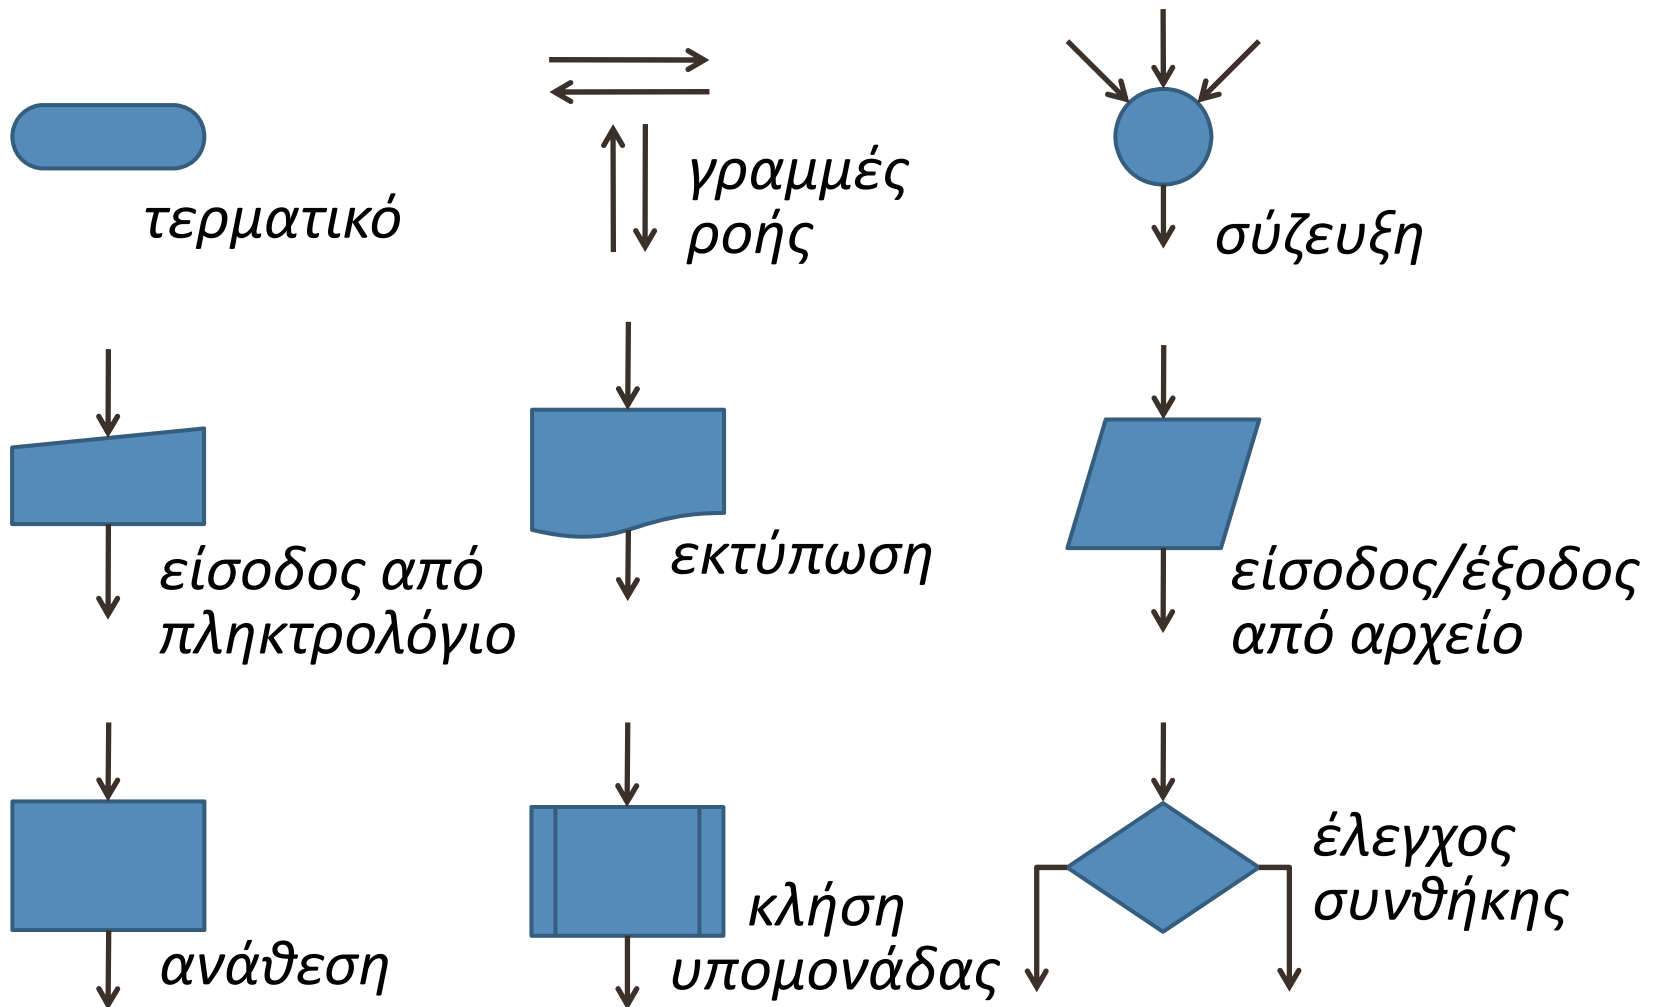 τερματικό
γραμμές
ροής
σύζευξη
είσοδος από
πληκτρολόγιο
εκτύπωση
είσοδος/έξοδος
από αρχείο
ανάθεση
κλήση
υπομονάδας
έλεγχος
συνθήκης